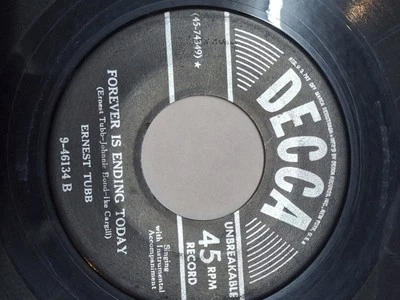 DECCA
UNBREAKABLE
45 RPM
RECORD
Singing
with Instrumental
Accompaniment
(45-74349) ★
FOREVER IS ENDING TODAY
(Ernest Tubb-Johnnie Bond-Ike Cargill)
ERNEST TUBB
9-46134 B